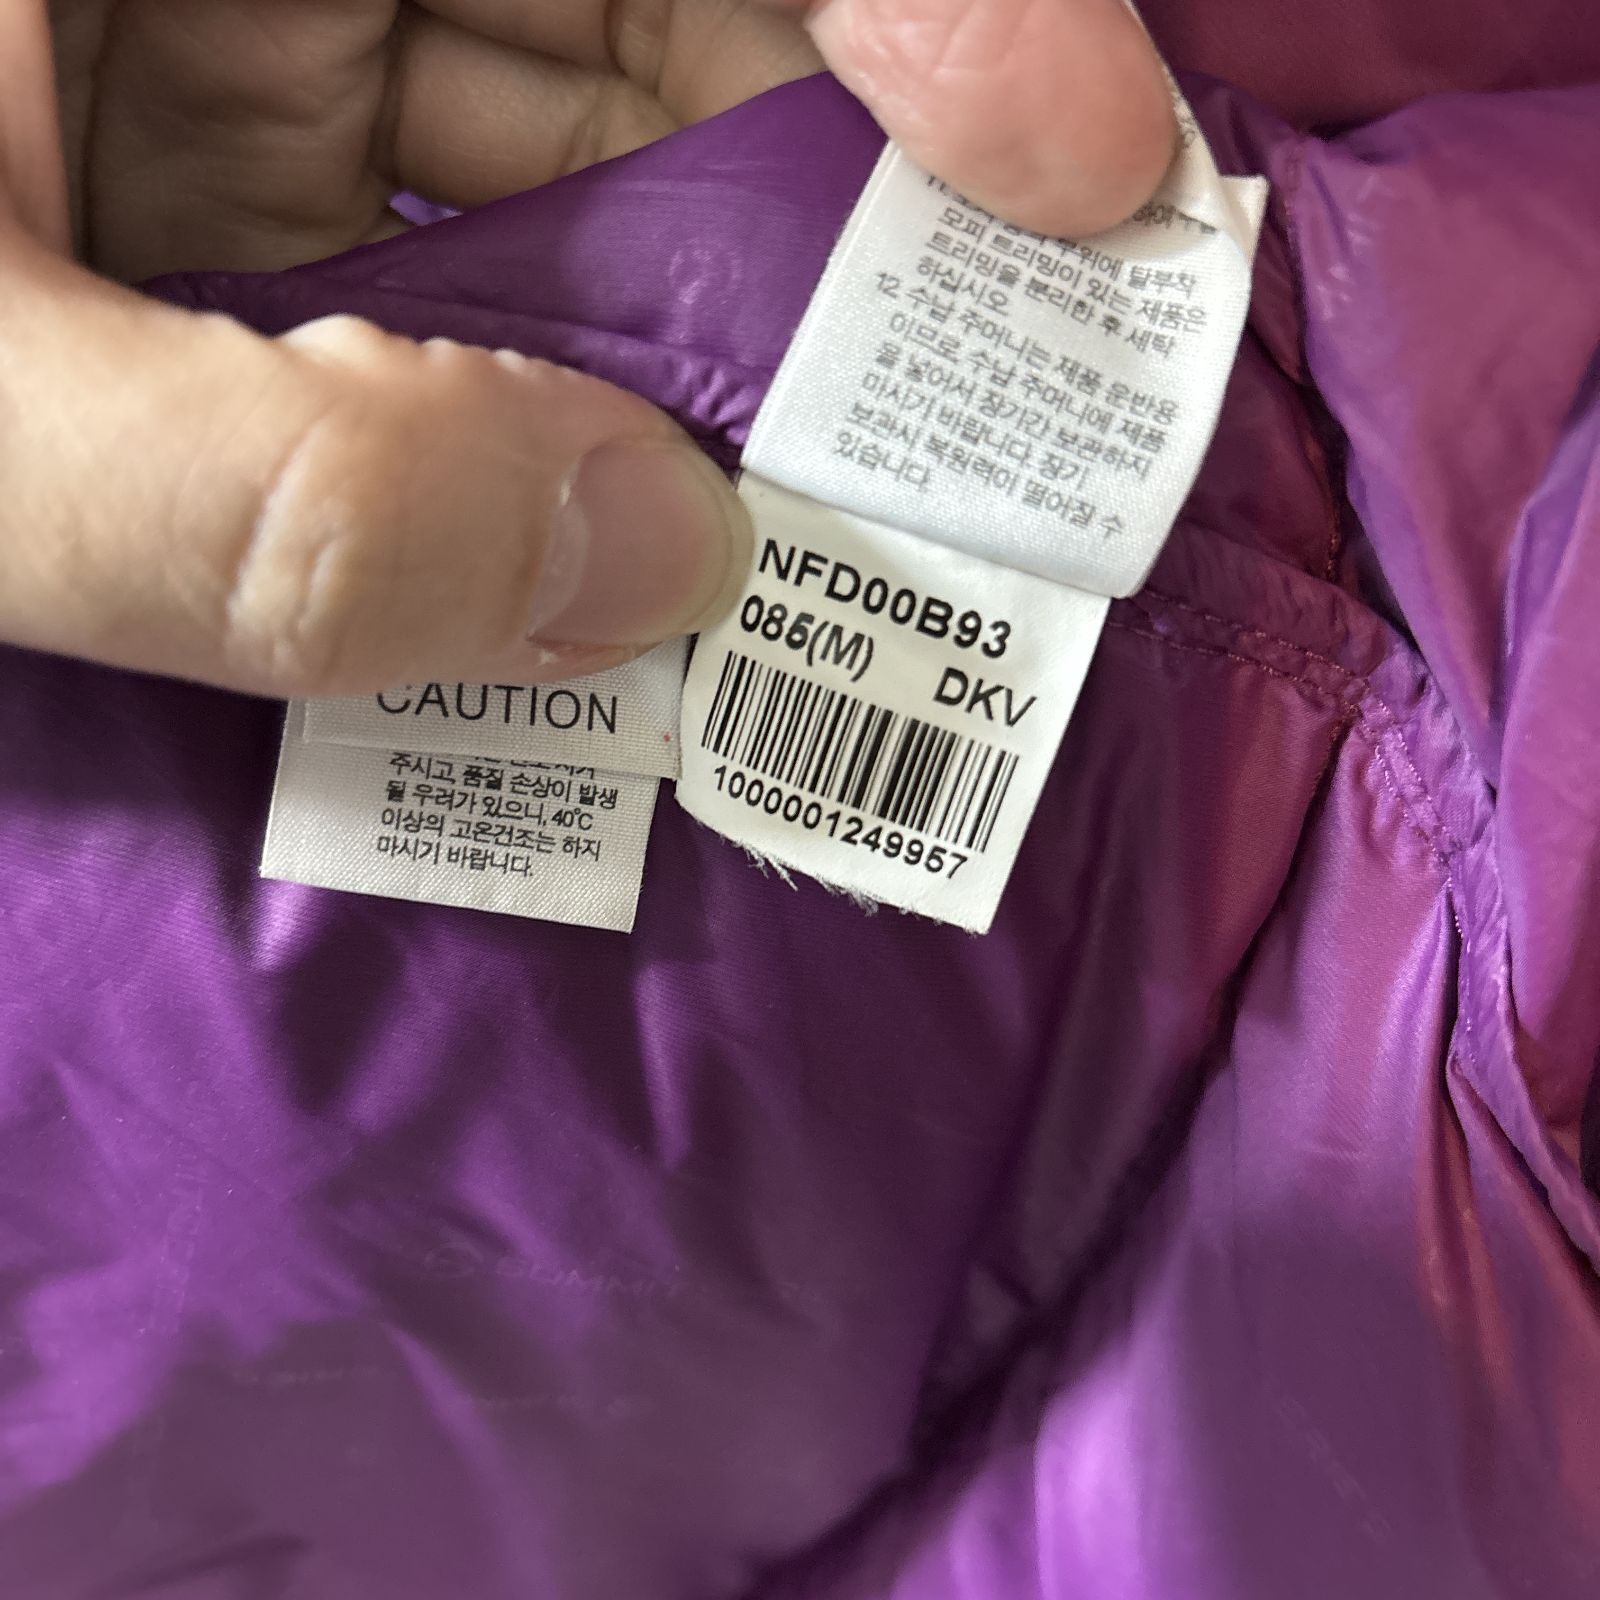 모피 트리밍이 있는 제품은
트리밍을 분리한 후 세탁
하십시오
12 수납 주머니는 제품 운반용
이므로 수납 주머니에 제품
을 넣어서 장기간 보관하지
마시기 바랍니다. 장기
보관시 복원력이 떨어질 수
있습니다.
NFD00B93
085(M) DKV
1000001249957
CAUTION
주시고, 품질 손상이 발생
될 우려가 있으니, 40℃
이상의 고온건조는 하지
마시기 바랍니다.
SUMMIT